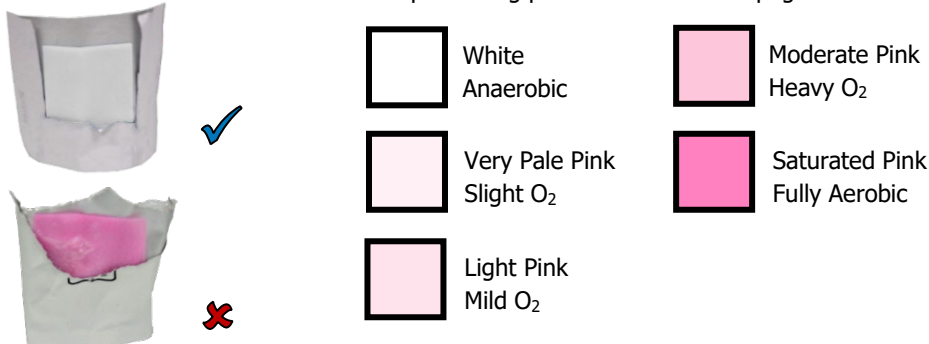 White
Anaerobic
Very Pale Pink
Slight O₂
Light Pink
Mild O₂
Moderate Pink
Heavy O₂
Saturated Pink
Fully Aerobic